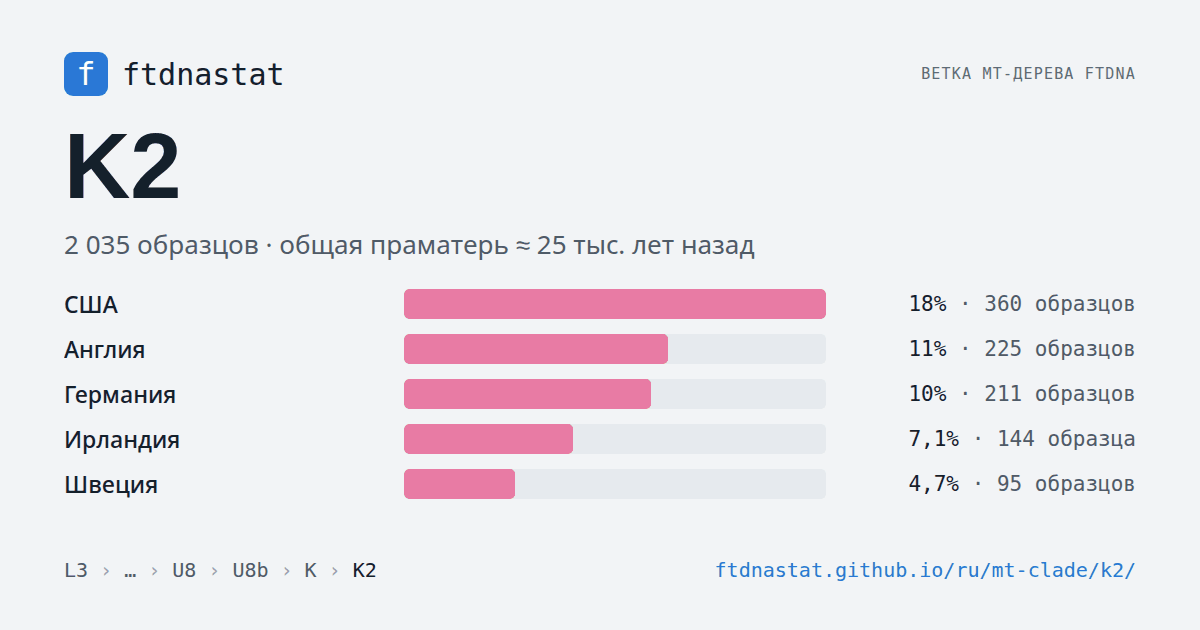 f ftdnastat
ВЕТКА МТ-ДЕРЕВА FTDNA
K2
2 035 образцов · общая праматерь ≈ 25 тыс. лет назад
США 18% · 360 образцов
Англия 11% · 225 образцов
Германия 10% · 211 образцов
Ирландия 7,1% · 144 образца
Швеция 4,7% · 95 образцов
L3 › … › U8 › U8b › K › K2
ftdnastat.github.io/ru/mt-clade/k2/